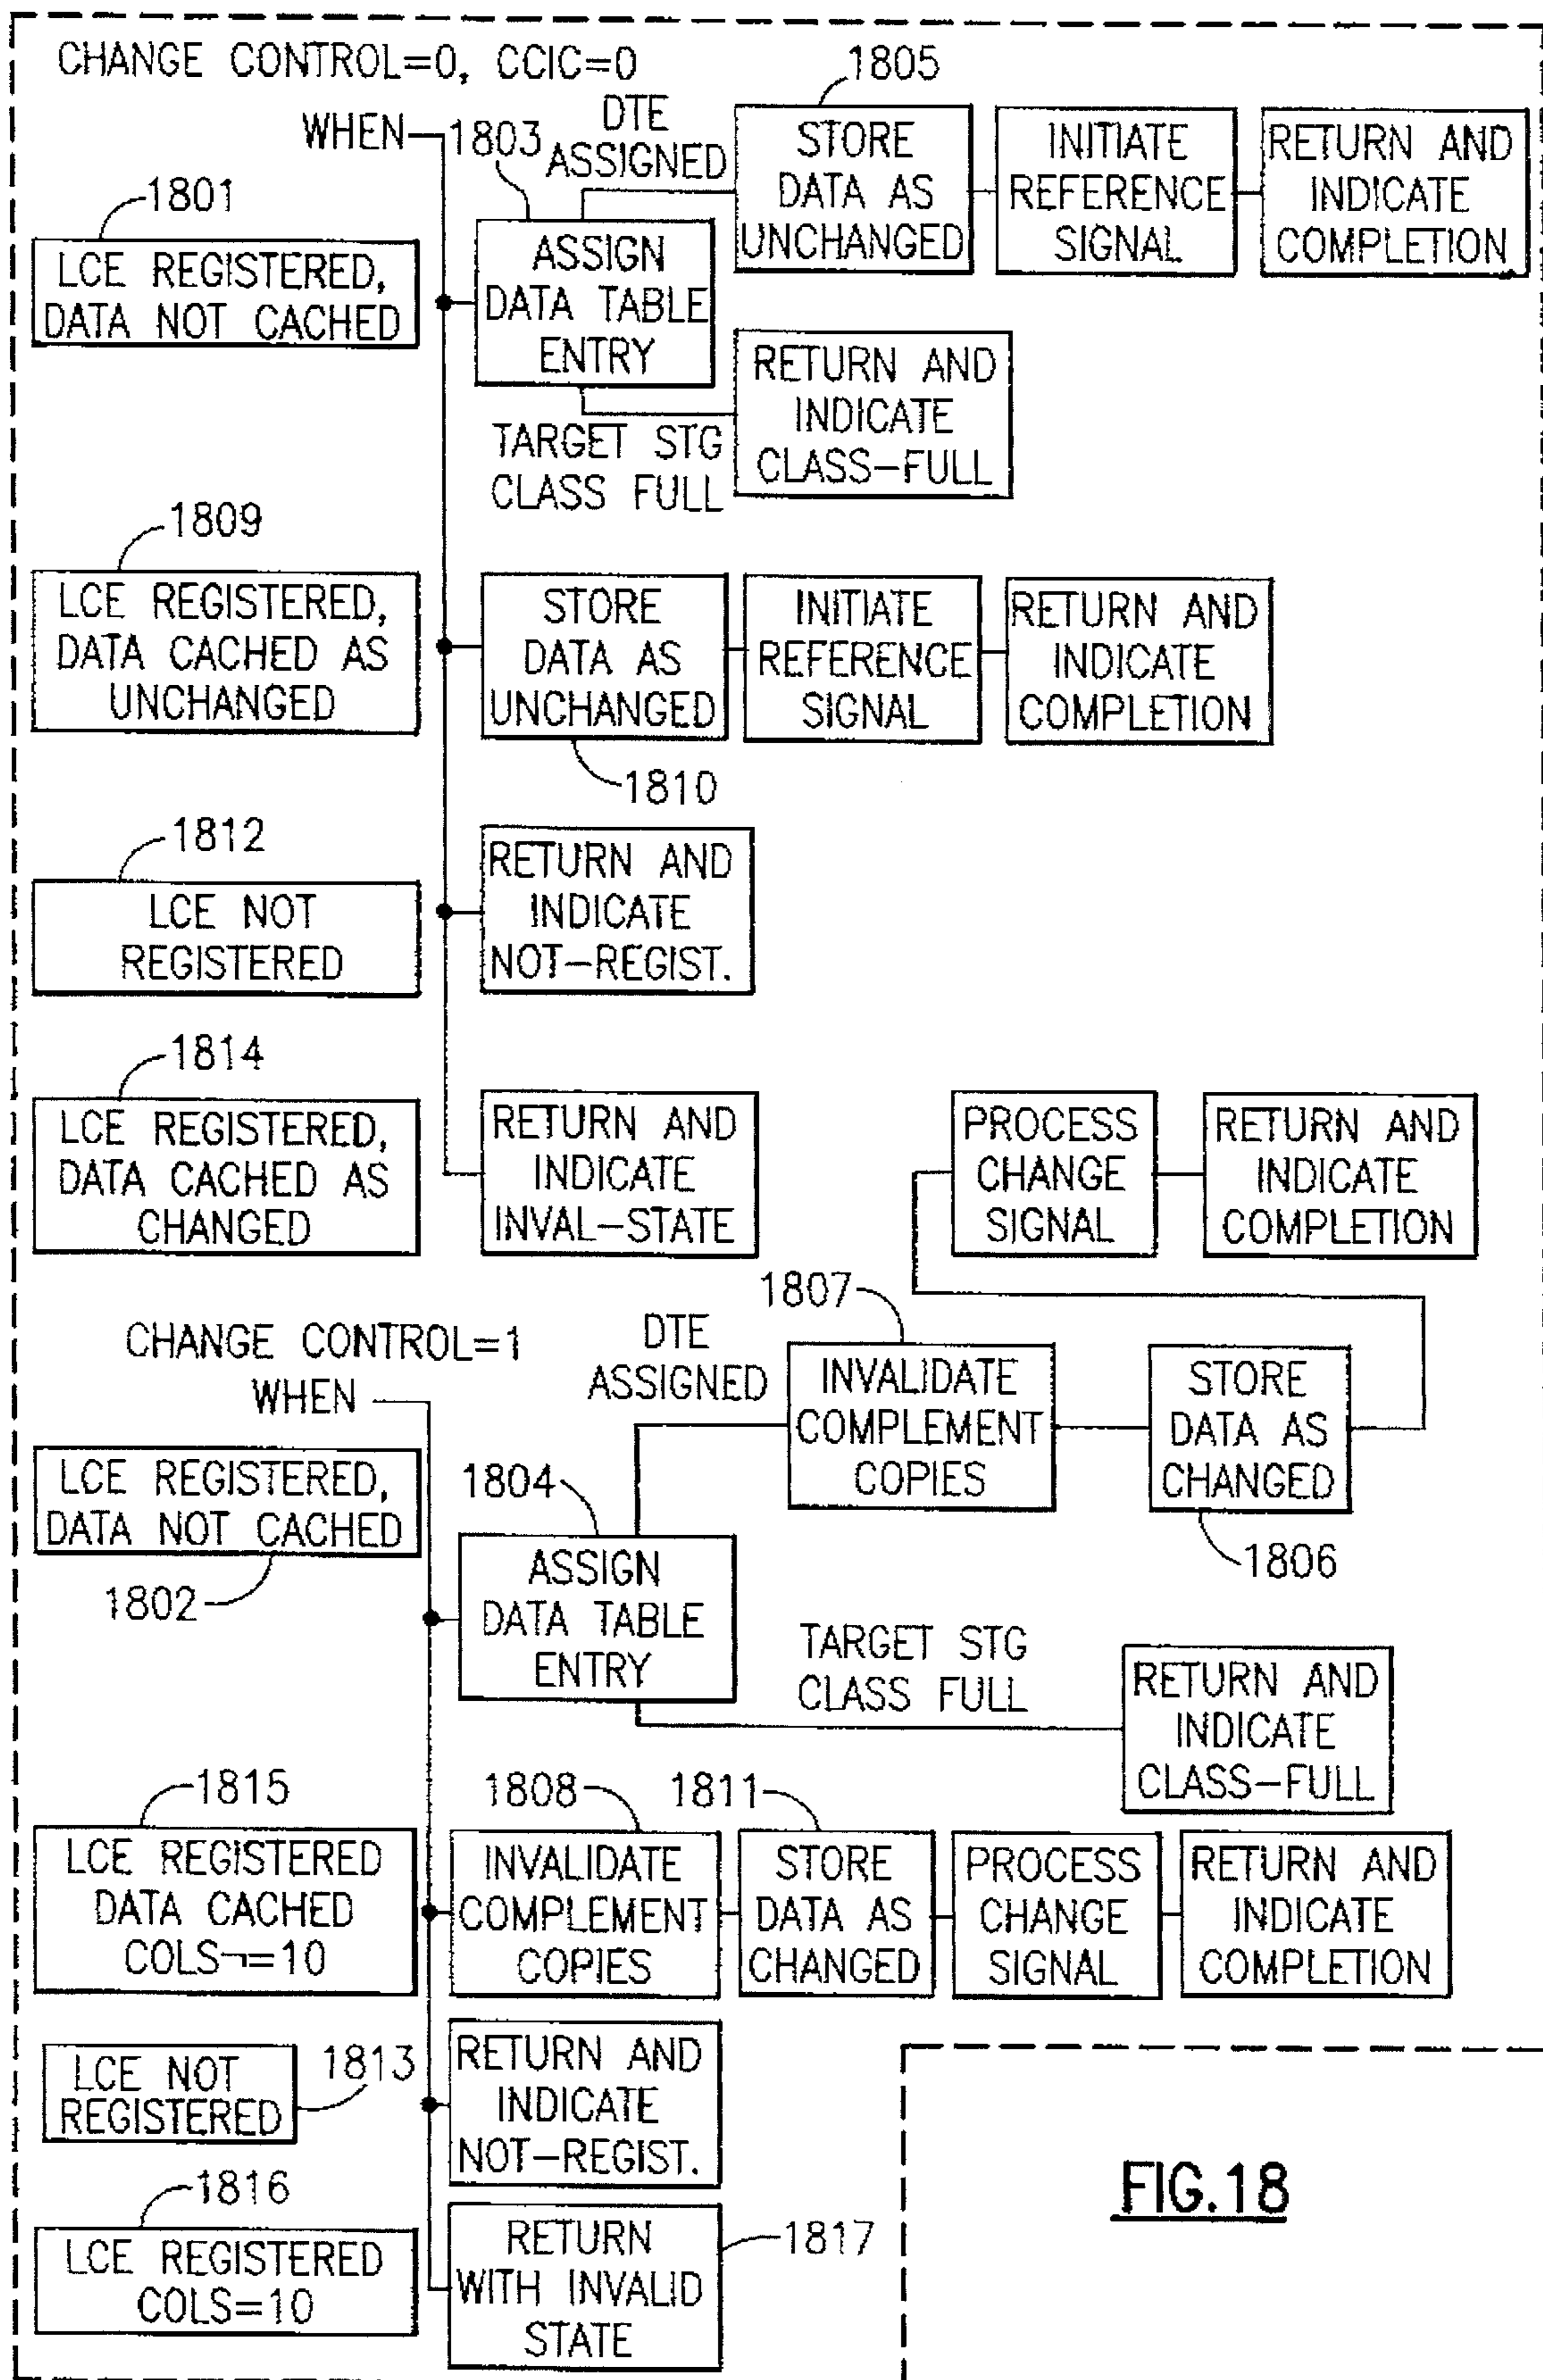 CHANGE CONTROL=0, CCIC=0
WHEN
1801
LCE REGISTERED,
DATA NOT CACHED
1803
ASSIGN
DATA TABLE
ENTRY
DTE
ASSIGNED
1805
STORE
DATA AS
UNCHANGED
INITIATE
REFERENCE
SIGNAL
RETURN AND
INDICATE
COMPLETION
TARGET STG
CLASS FULL
RETURN AND
INDICATE
CLASS-FULL
1809
LCE REGISTERED,
DATA CACHED AS
UNCHANGED
STORE
DATA AS
UNCHANGED
1810
INITIATE
REFERENCE
SIGNAL
RETURN AND
INDICATE
COMPLETION
1812
LCE NOT
REGISTERED
RETURN AND
INDICATE
NOT-REGIST.
1814
LCE REGISTERED,
DATA CACHED AS
CHANGED
RETURN AND
INDICATE
INVAL-STATE
PROCESS
CHANGE
SIGNAL
RETURN AND
INDICATE
COMPLETION
CHANGE CONTROL=1
WHEN
LCE REGISTERED,
DATA NOT CACHED
1802
1804
ASSIGN
DATA TABLE
ENTRY
DTE
ASSIGNED
1807
INVALIDATE
COMPLEMENT
COPIES
STORE
DATA AS
CHANGED
1806
TARGET STG
CLASS FULL
RETURN AND
INDICATE
CLASS-FULL
1815
LCE REGISTERED
DATA CACHED
COLS¬=10
1808
INVALIDATE
COMPLEMENT
COPIES
1811
STORE
DATA AS
CHANGED
PROCESS
CHANGE
SIGNAL
RETURN AND
INDICATE
COMPLETION
LCE NOT
REGISTERED
1813
RETURN AND
INDICATE
NOT-REGIST.
1816
LCE REGISTERED
COLS=10
RETURN
WITH INVALID
STATE
1817
FIG.18